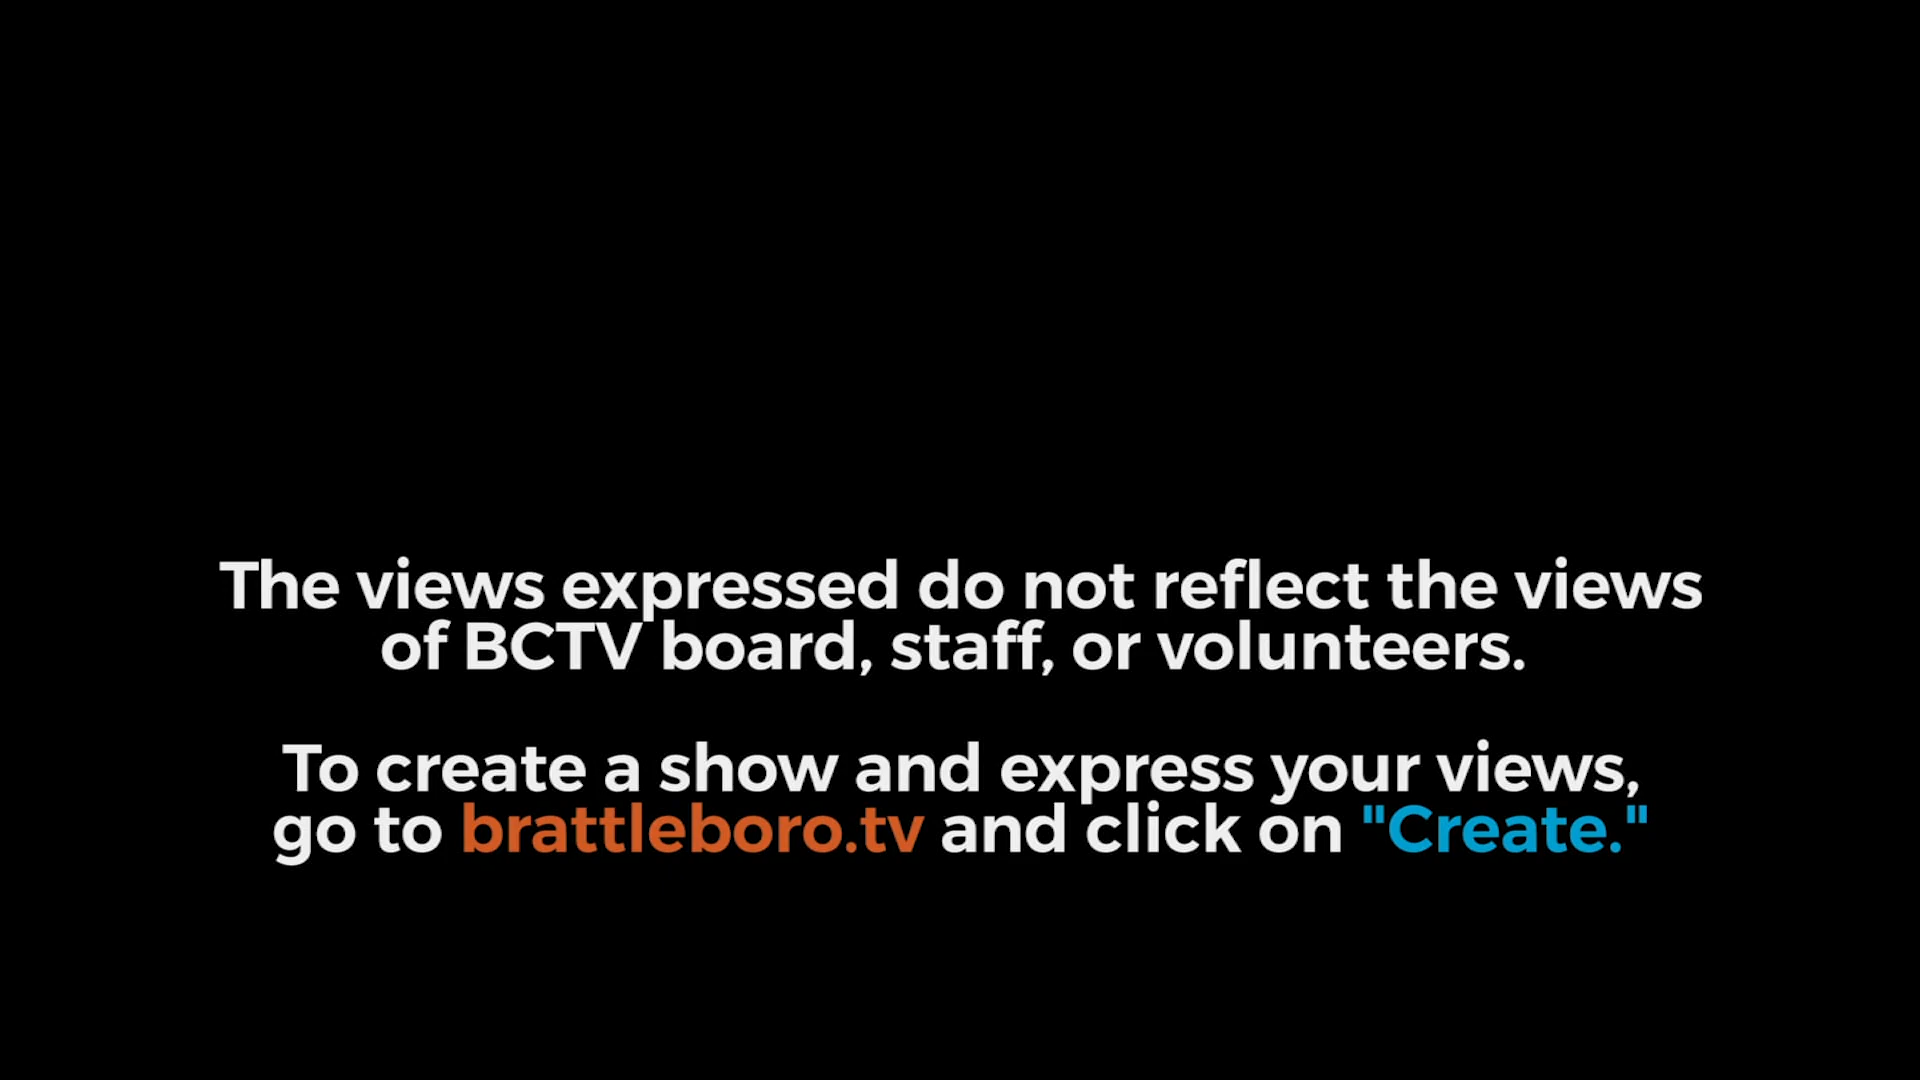 The views expressed do not reflect the views
of BCTV board, staff, or volunteers.
To create a show and express your views,
go to brattleboro.tv and click on "Create."